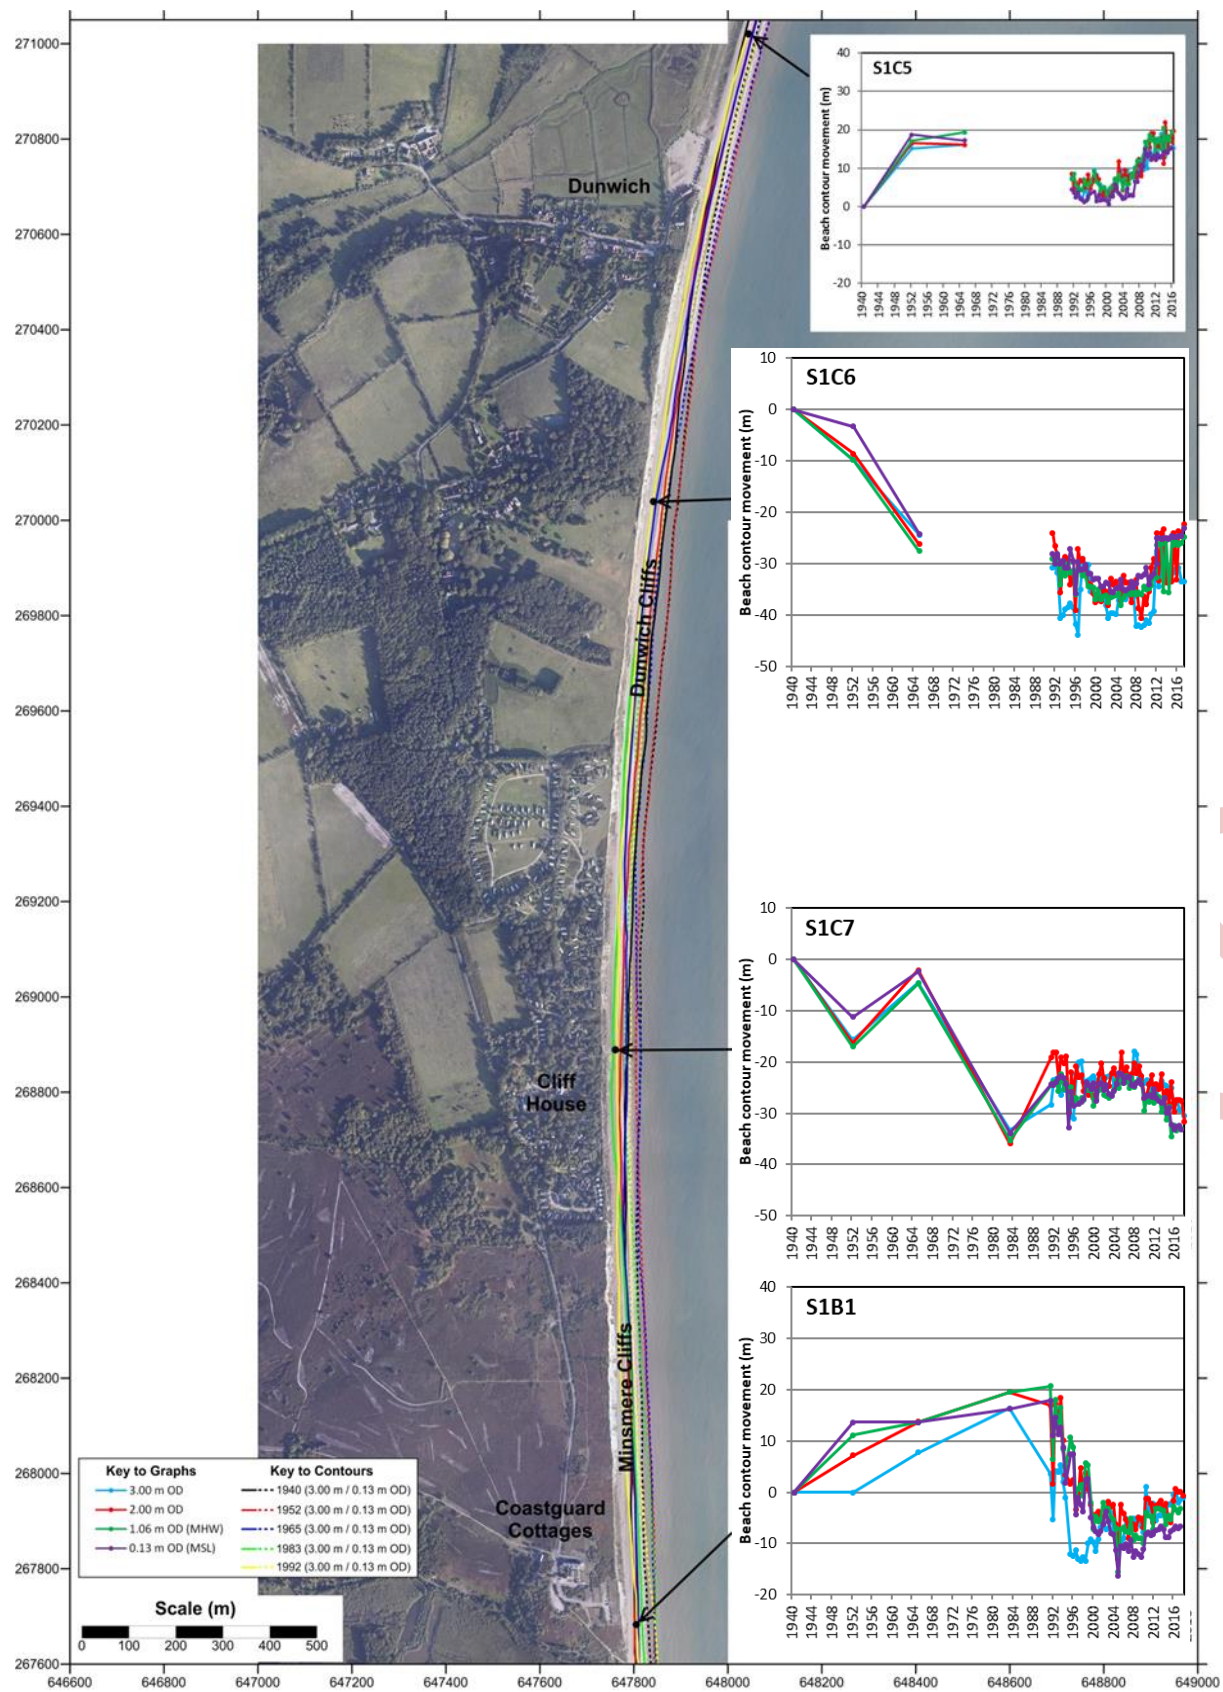 271000
270800
270600
270400
270200
270000
269800
269600
269400
269200
269000
268800
268600
268400
268200
268000
267800
267600
646600 646800 647000 647200 647400 647600 647800 648000 648200 648400 648600 648800 649000
Dunwich
Dunwich Cliffs
Cliff
House
Minsmere Cliffs
Coastguard
Cottages
S1C5
Beach contour movement (m)
40
30
20
10
0
-10
-20
1940 1944 1948 1952 1956 1960 1964 1968 1972 1976 1980 1984 1988 1992 1996 2000 2004 2008 2012 2016
S1C6
Beach contour movement (m)
10
0
-10
-20
-30
-40
-50
1940 1944 1948 1952 1956 1960 1964 1968 1972 1976 1980 1984 1988 1992 1996 2000 2004 2008 2012 2016
S1C7
Beach contour movement (m)
10
0
-10
-20
-30
-40
-50
1940 1944 1948 1952 1956 1960 1964 1968 1972 1976 1980 1984 1988 1992 1996 2000 2004 2008 2012 2016
S1B1
Beach contour movement (m)
40
30
20
10
0
-10
-20
1940 1944 1948 1952 1956 1960 1964 1968 1972 1976 1980 1984 1988 1992 1996 2000 2004 2008 2012 2016
Key to Graphs
3.00 m OD
2.00 m OD
1.06 m OD (MHW)
0.13 m OD (MSL)
Key to Contours
1940 (3.00 m / 0.13 m OD)
1952 (3.00 m / 0.13 m OD)
1965 (3.00 m / 0.13 m OD)
1983 (3.00 m / 0.13 m OD)
1992 (3.00 m / 0.13 m OD)
Scale (m)
0 100 200 300 400 500